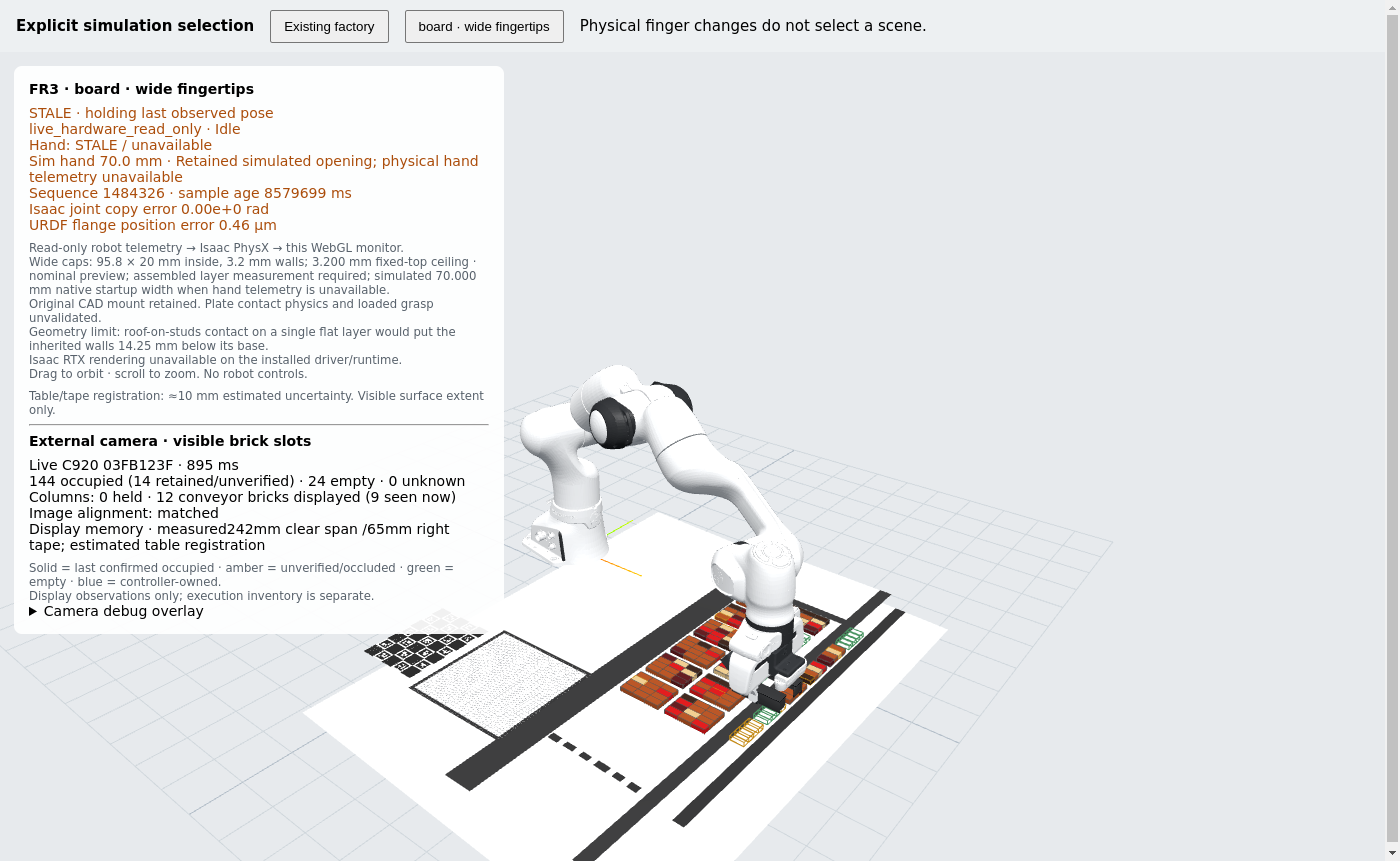 Explicit simulation selection
Existing factory
board · wide fingertips
Physical finger changes do not select a scene.
FR3 · board · wide fingertips
STALE · holding last observed pose
live_hardware_read_only · Idle
Hand: STALE / unavailable
Sim hand 70.0 mm · Retained simulated opening; physical hand
telemetry unavailable
Sequence 1484326 · sample age 8579699 ms
Isaac joint copy error 0.00e+0 rad
URDF flange position error 0.46 μm
Read-only robot telemetry → Isaac PhysX → this WebGL monitor.
Wide caps: 95.8 × 20 mm inside, 3.2 mm walls; 3.200 mm fixed-top ceiling ·
nominal preview; assembled layer measurement required; simulated 70.000
mm native startup width when hand telemetry is unavailable.
Original CAD mount retained. Plate contact physics and loaded grasp
unvalidated.
Geometry limit: roof-on-studs contact on a single flat layer would put the
inherited walls 14.25 mm below its base.
Isaac RTX rendering unavailable on the installed driver/runtime.
Drag to orbit · scroll to zoom. No robot controls.
Table/tape registration: ≈10 mm estimated uncertainty. Visible surface extent
only.
External camera · visible brick slots
Live C920 03FB123F · 895 ms
144 occupied (14 retained/unverified) · 24 empty · 0 unknown
Columns: 0 held · 12 conveyor bricks displayed (9 seen now)
Image alignment: matched
Display memory · measured242mm clear span /65mm right
tape; estimated table registration
Solid = last confirmed occupied · amber = unverified/occluded · green =
empty · blue = controller-owned.
Display observations only; execution inventory is separate.
▶ Camera debug overlay